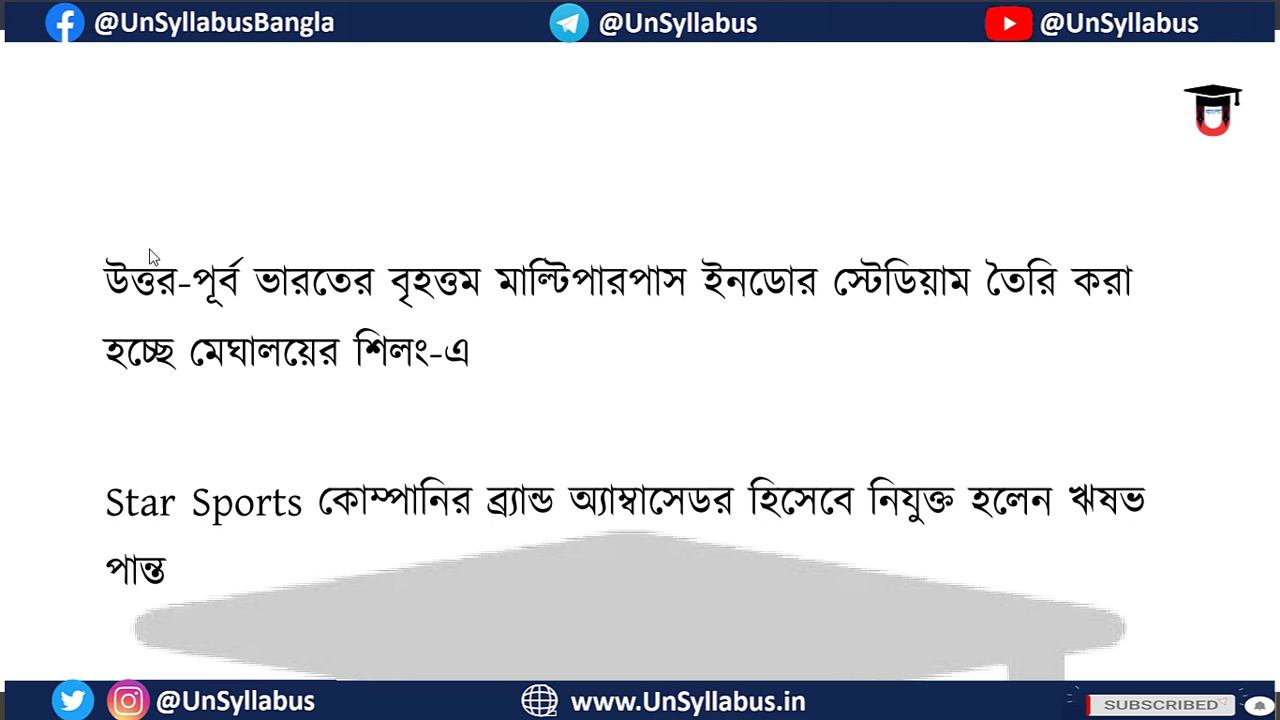 @UnSyllabusBangla @UnSyllabus @UnSyllabus
উত্তর-পূর্ব ভারতের বৃহত্তম মাল্টিপারপাস ইনডোর স্টেডিয়াম তৈরি করা
হচ্ছে মেঘালয়ের শিলং-এ
Star Sports কোম্পানির ব্র্যান্ড অ্যাম্বাসেডর হিসেবে নিযুক্ত হলেন ঋষভ
পান্ত
@UnSyllabus www.UnSyllabus.in SUBSCRIBED